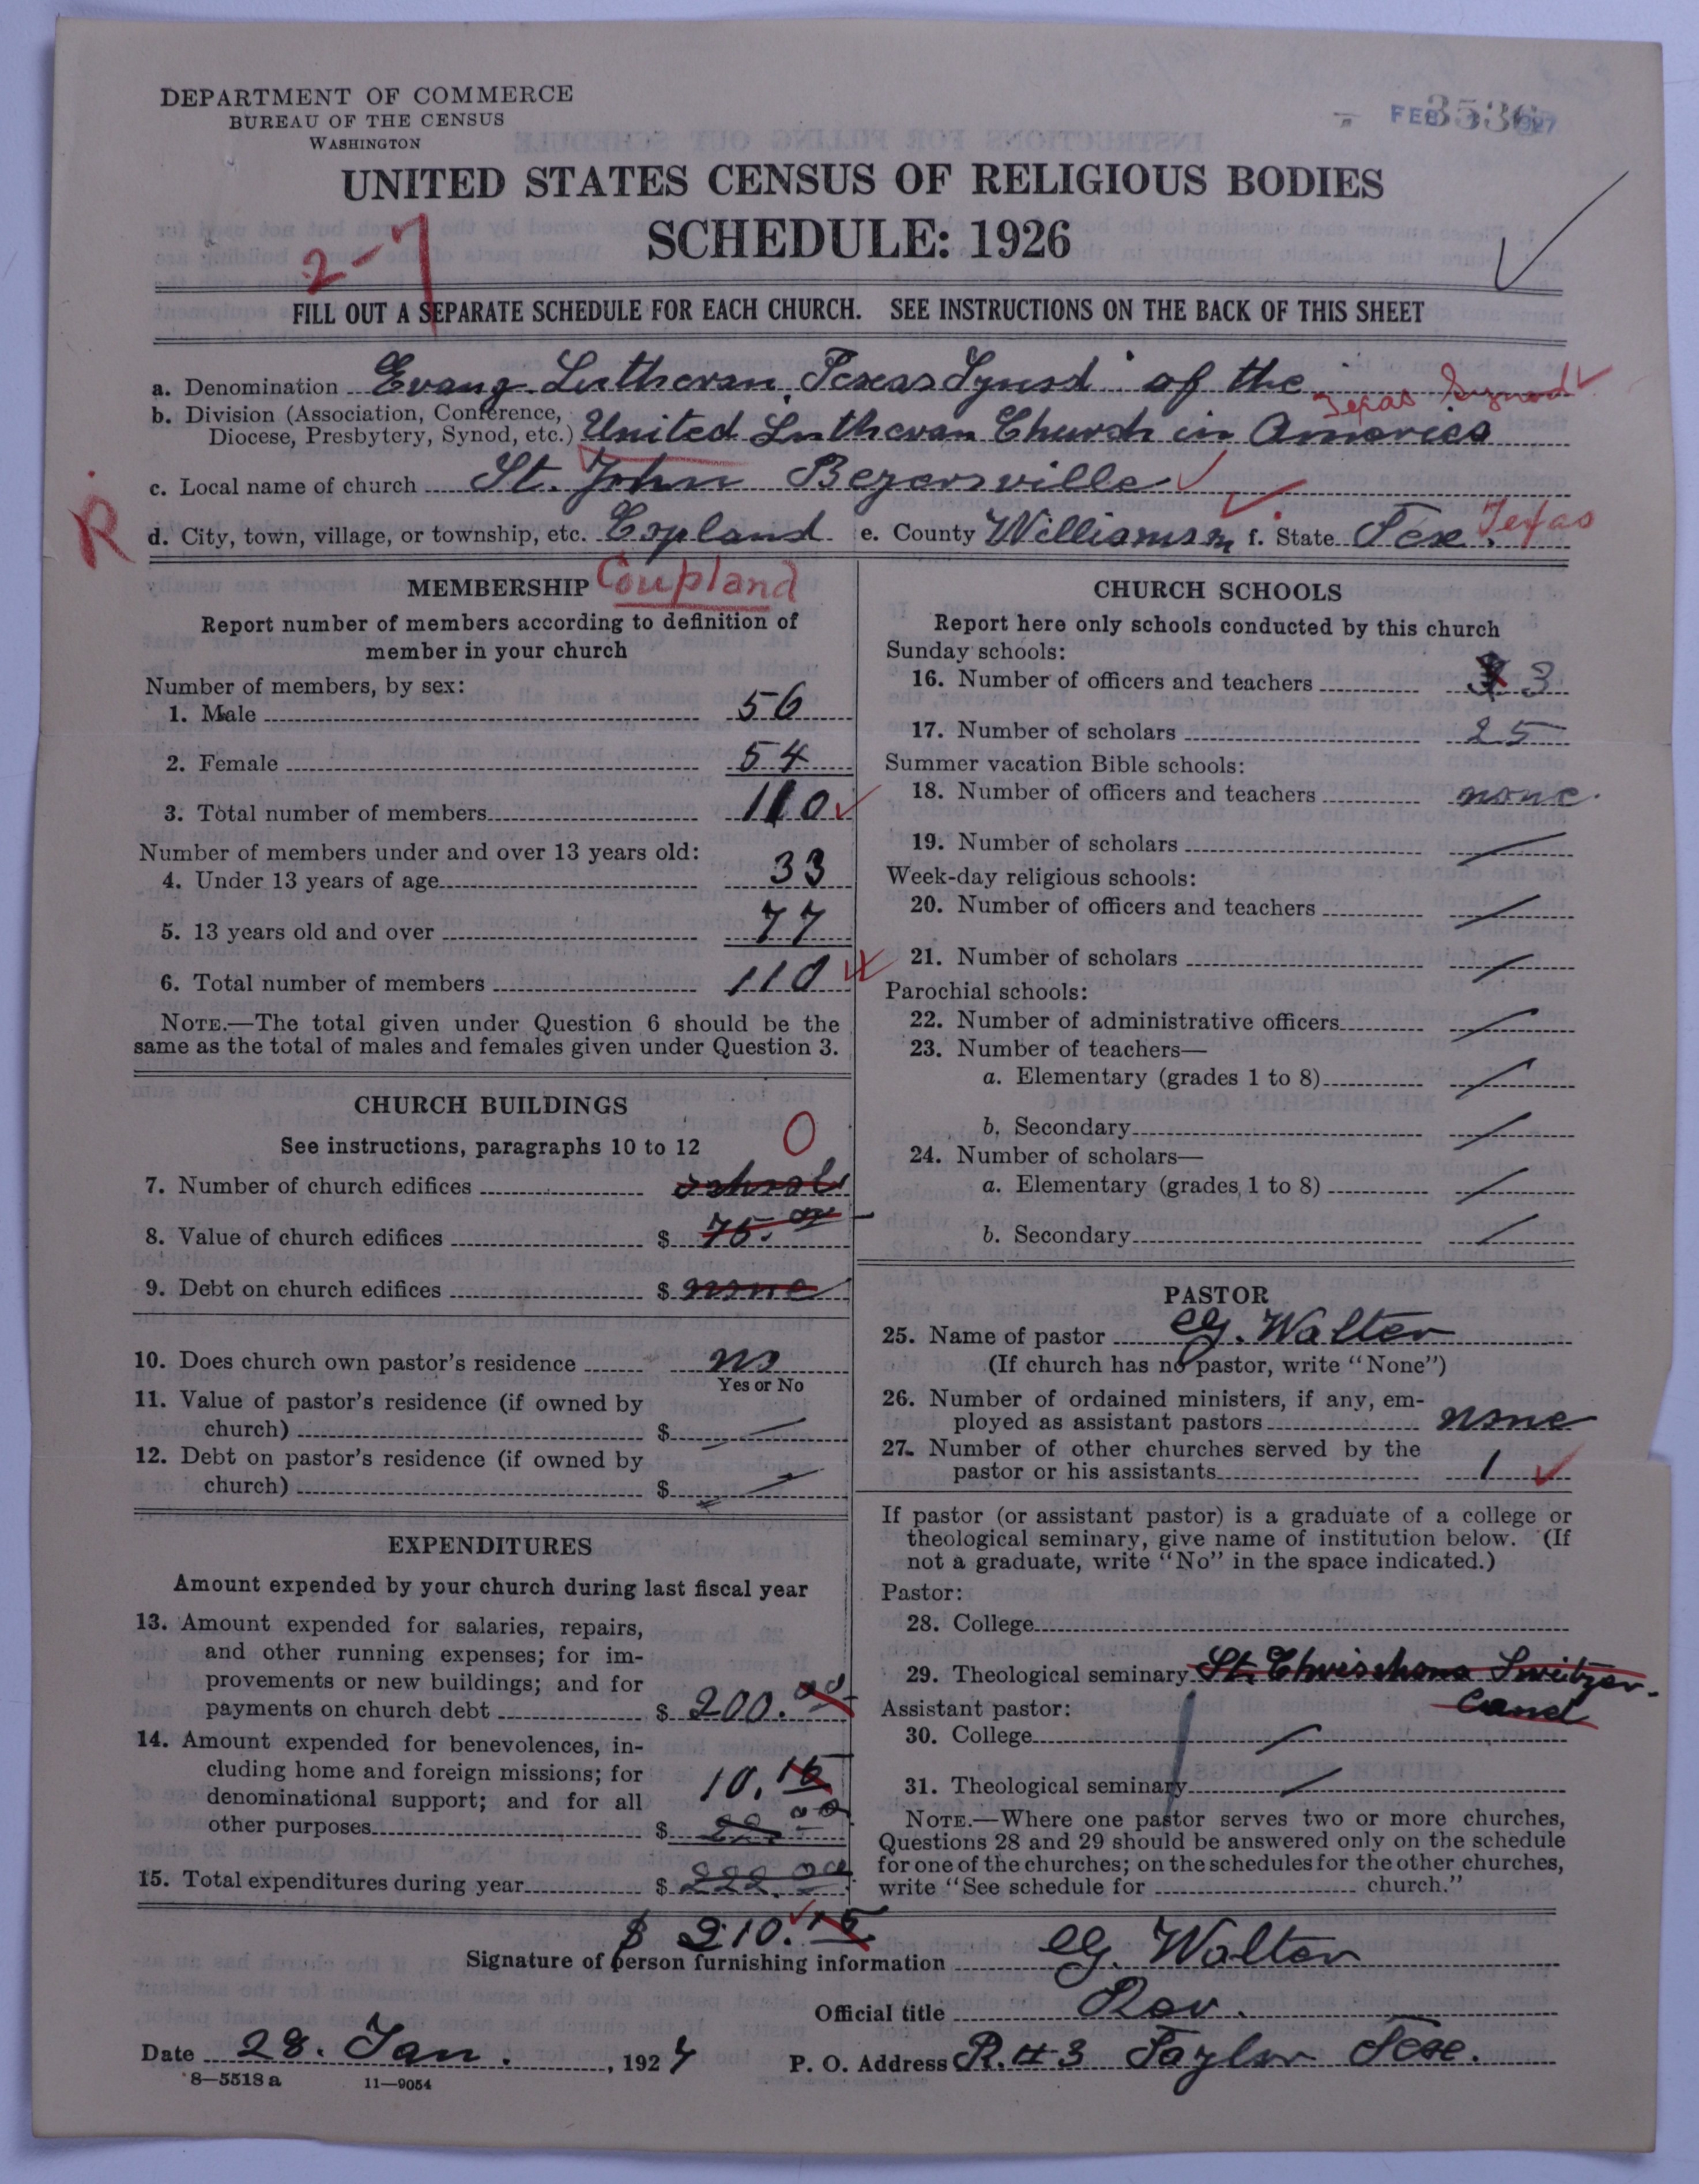 DEPARTMENT OF COMMERCE
BUREAU OF THE CENSUS
WASHINGTON
3536
FEB 1927
UNITED STATES CENSUS OF RELIGIOUS BODIES
SCHEDULE: 1926
2-7
FILL OUT A SEPARATE SCHEDULE FOR EACH CHURCH. SEE INSTRUCTIONS ON THE BACK OF THIS SHEET
a. Denomination Evang. Lutheran, Texas Synod of the
Texas Synod
b. Division (Association, Conference,
Diocese, Presbytery, Synod, etc.) United Lutheran Church in America
c. Local name of church St. John Beyersville
R
d. City, town, village, or township, etc. Copland e. County Williamson f. State Tex. Texas
MEMBERSHIP Coupland
Report number of members according to definition of
member in your church
Number of members, by sex:
1. Male 56
2. Female 54
3. Total number of members 110
Number of members under and over 13 years old:
4. Under 13 years of age 33
5. 13 years old and over 77
6. Total number of members 110
NOTE.—The total given under Question 6 should be the
same as the total of males and females given under Question 3.
CHURCH BUILDINGS
See instructions, paragraphs 10 to 12 0
7. Number of church edifices school
8. Value of church edifices $ 75.00
9. Debt on church edifices $ none
10. Does church own pastor's residence no
Yes or No
11. Value of pastor's residence (if owned by
church) $
12. Debt on pastor's residence (if owned by
church) $
EXPENDITURES
Amount expended by your church during last fiscal year
13. Amount expended for salaries, repairs,
and other running expenses; for im-
provements or new buildings; and for
payments on church debt $ 200.00
14. Amount expended for benevolences, in-
cluding home and foreign missions; for
denominational support; and for all 10.15
other purposes $ 22.00
15. Total expenditures during year $ 222.00
$ 210.15
CHURCH SCHOOLS
Report here only schools conducted by this church
Sunday schools:
16. Number of officers and teachers 3
17. Number of scholars 25
Summer vacation Bible schools:
18. Number of officers and teachers none.
19. Number of scholars
Week-day religious schools:
20. Number of officers and teachers
21. Number of scholars
Parochial schools:
22. Number of administrative officers
23. Number of teachers—
a. Elementary (grades 1 to 8)
b. Secondary
24. Number of scholars—
a. Elementary (grades 1 to 8)
b. Secondary
PASTOR
25. Name of pastor Walter
(If church has no pastor, write "None")
26. Number of ordained ministers, if any, em-
ployed as assistant pastors none
27. Number of other churches served by the
pastor or his assistants 1
If pastor (or assistant pastor) is a graduate of a college or
theological seminary, give name of institution below. (If
not a graduate, write "No" in the space indicated.)
Pastor:
28. College
29. Theological seminary St. Chrischona Switzer-
land
Assistant pastor:
30. College
31. Theological seminary
NOTE.—Where one pastor serves two or more churches,
Questions 28 and 29 should be answered only on the schedule
for one of the churches; on the schedules for the other churches,
write "See schedule for church."
Signature of person furnishing information Walter
Official title Rev.
Date 28. Jan. , 1927 P. O. Address R. # 3 Taylor Tex.
8—5518 a 11—9054